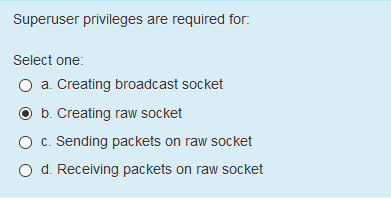 Superuser privileges are required for:
Select one:
a. Creating broadcast socket
b. Creating raw socket
c. Sending packets on raw socket
d. Receiving packets on raw socket